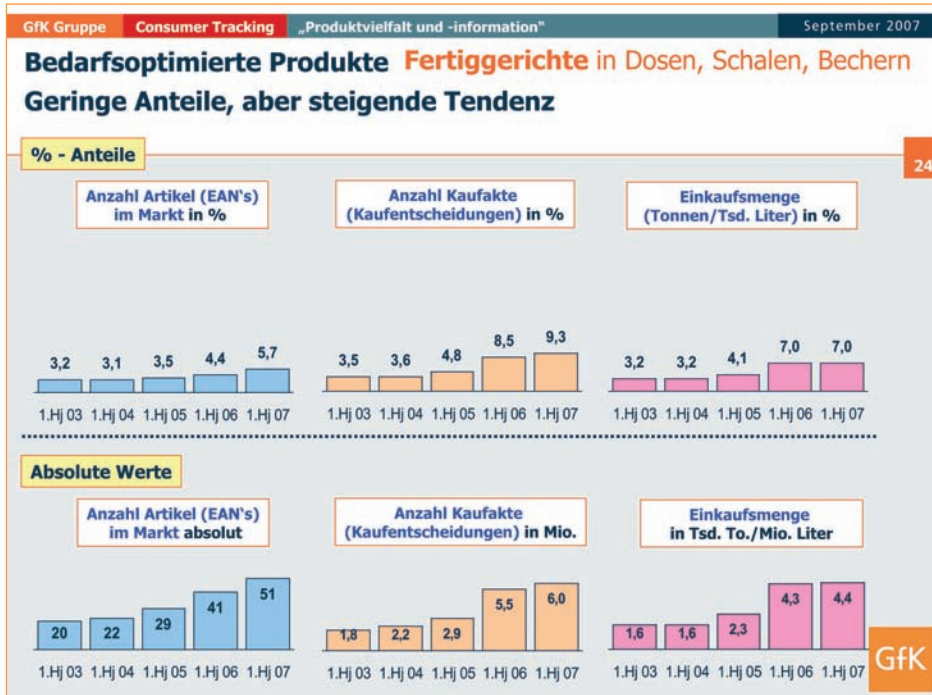 GfK Gruppe Consumer Tracking „Produktvielfalt und -information“ September 2007
Bedarfsoptimierte Produkte Fertiggerichte in Dosen, Schalen, Bechern
Geringe Anteile, aber steigende Tendenz
% - Anteile
24
Anzahl Artikel (EAN's)
im Markt in %
3,2 3,1 3,5 4,4 5,7
1.Hj 03 1.Hj 04 1.Hj 05 1.Hj 06 1.Hj 07
Anzahl Kaufakte
(Kaufentscheidungen) in %
3,5 3,6 4,8 8,5 9,3
1.Hj 03 1.Hj 04 1.Hj 05 1.Hj 06 1.Hj 07
Einkaufsmenge
(Tonnen/Tsd. Liter) in %
3,2 3,2 4,1 7,0 7,0
1.Hj 03 1.Hj 04 1.Hj 05 1.Hj 06 1.Hj 07
Absolute Werte
Anzahl Artikel (EAN's)
im Markt absolut
20 22 29 41 51
1.Hj 03 1.Hj 04 1.Hj 05 1.Hj 06 1.Hj 07
Anzahl Kaufakte
(Kaufentscheidungen) in Mio.
1,8 2,2 2,9 5,5 6,0
1.Hj 03 1.Hj 04 1.Hj 05 1.Hj 06 1.Hj 07
Einkaufsmenge
in Tsd. To./Mio. Liter
1,6 1,6 2,3 4,3 4,4
1.Hj 03 1.Hj 04 1.Hj 05 1.Hj 06 1.Hj 07
GfK